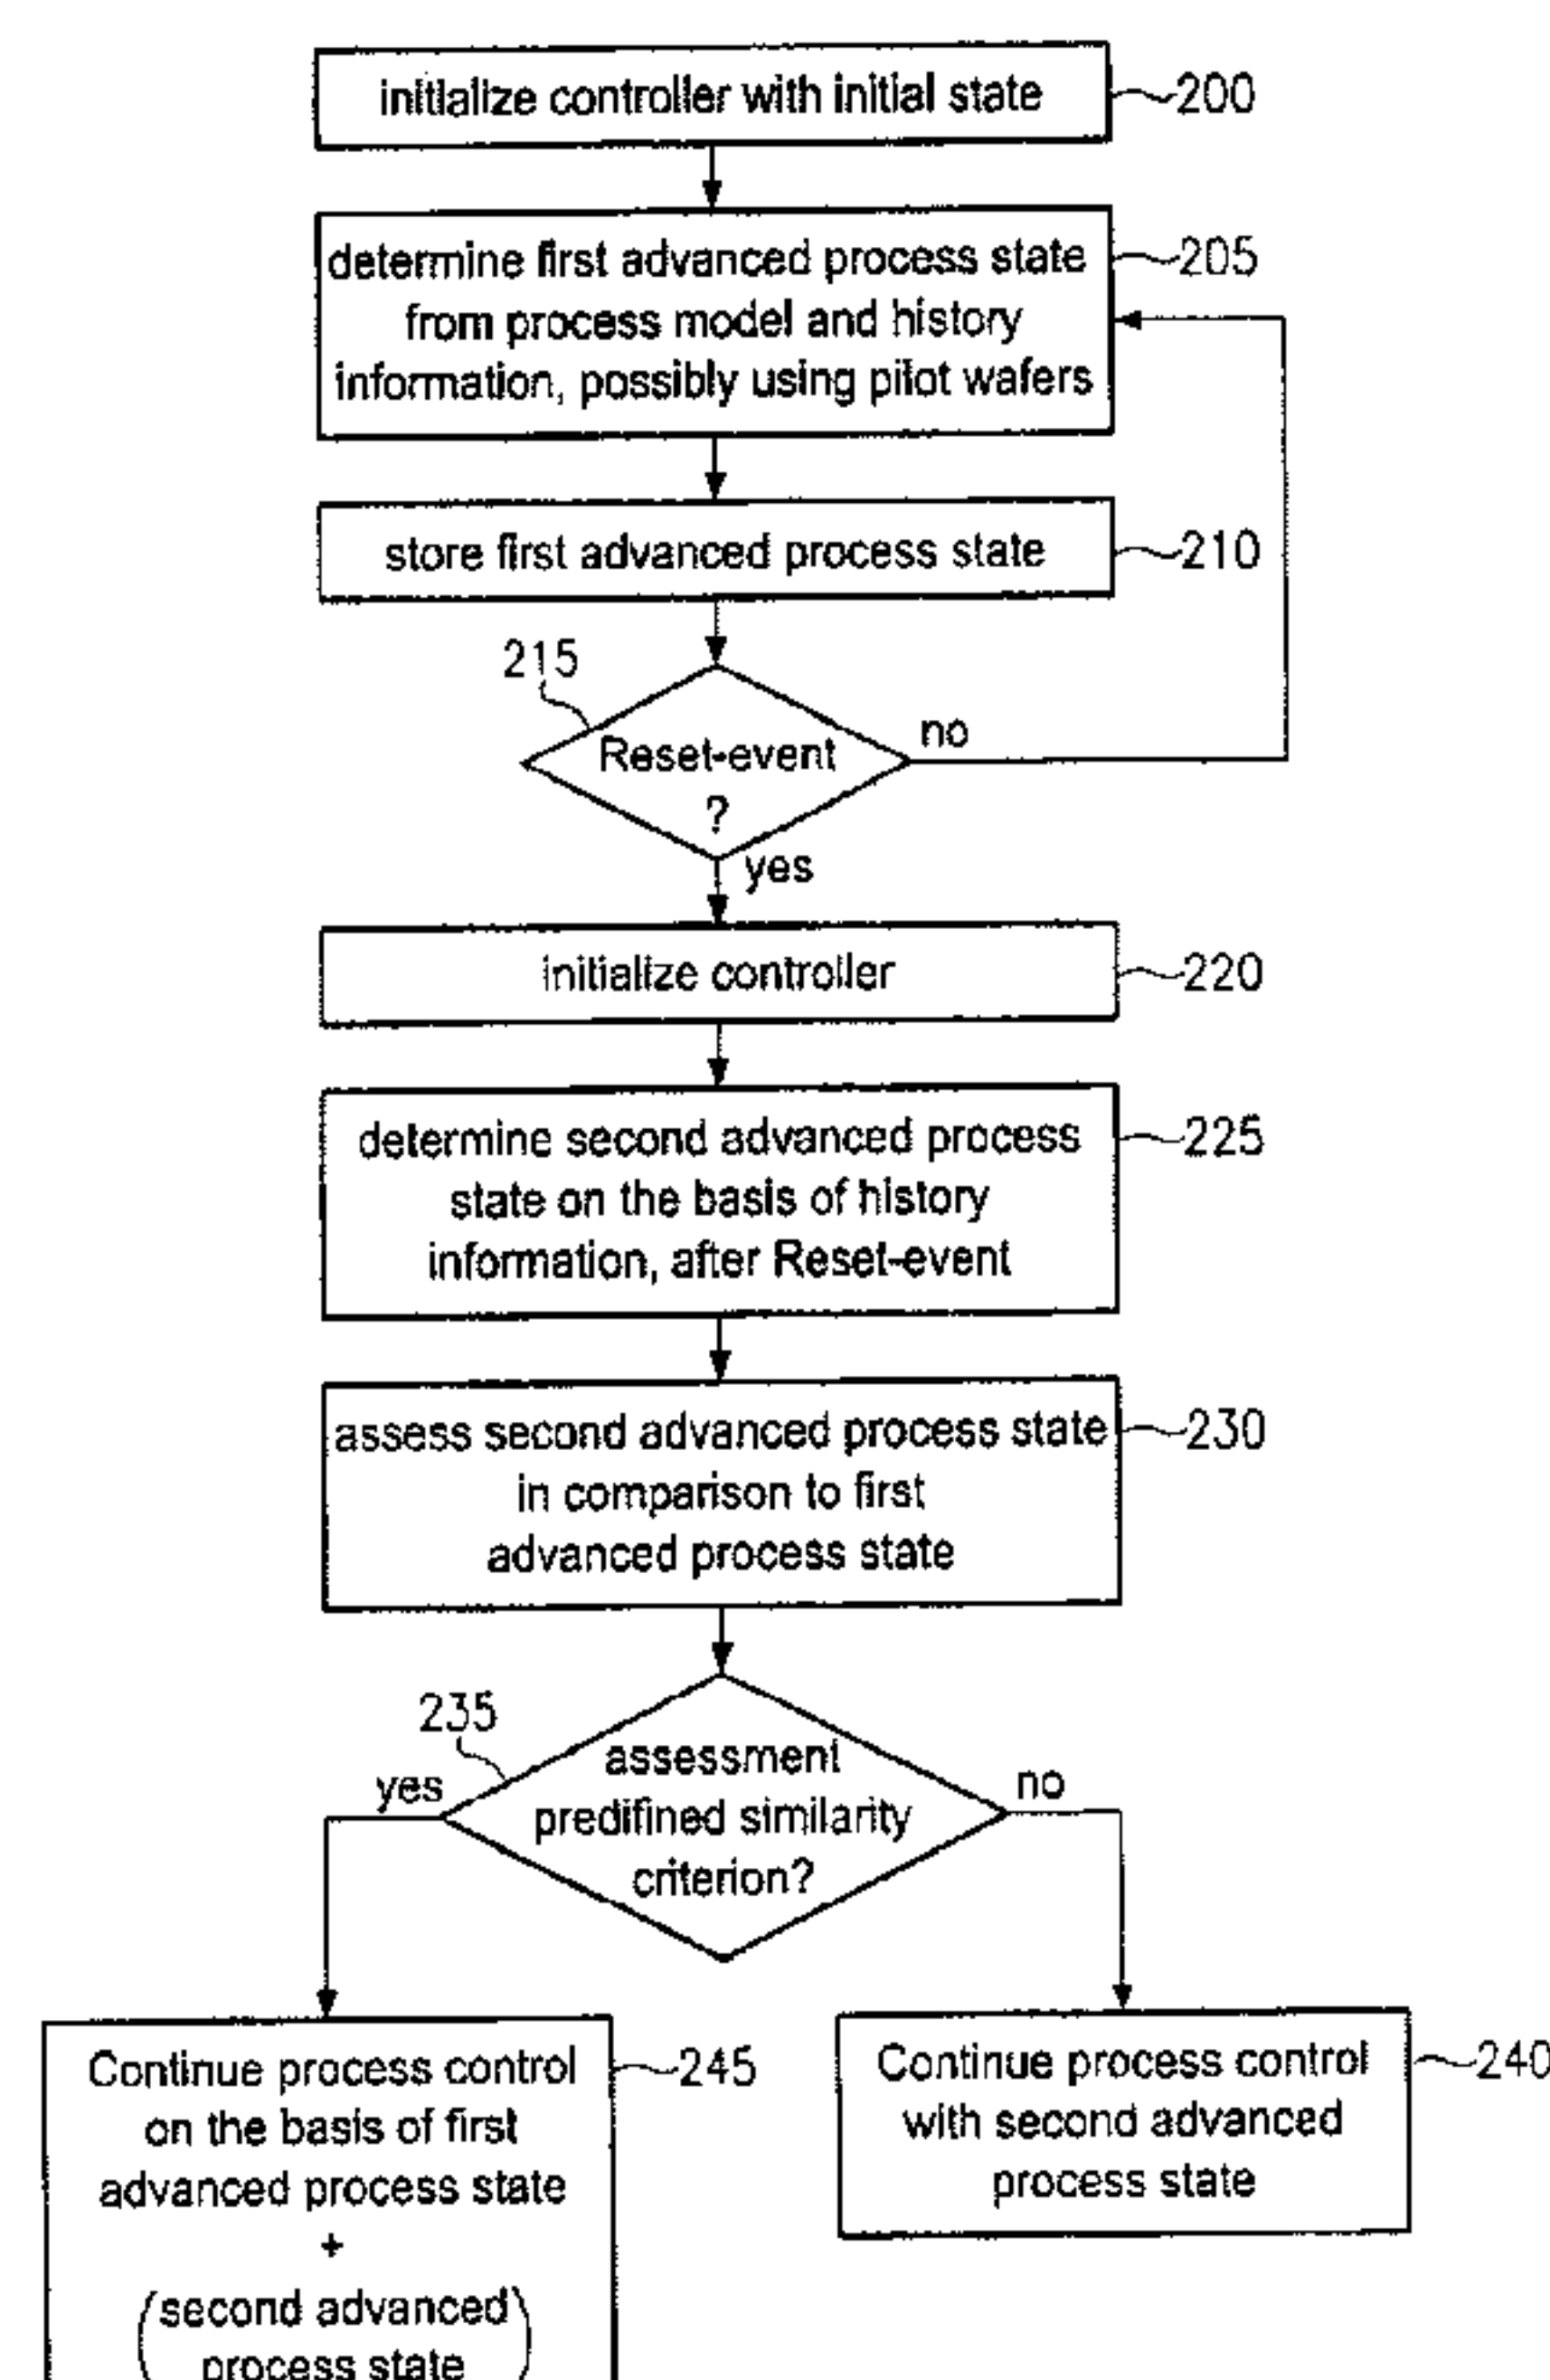 initialize controller with initial state
200
determine first advanced process state
from process model and history
information, possibly using pilot wafers
205
store first advanced process state
210
215
Reset-event
?
no
yes
initialize controller
220
determine second advanced process
state on the basis of history
information, after Reset-event
225
assess second advanced process state
in comparison to first
advanced process state
230
235
assessment
predifined similarity
criterion?
yes
no
Continue process control
on the basis of first
advanced process state
+
(second advanced
process state)
245
Continue process control
with second advanced
process state
240